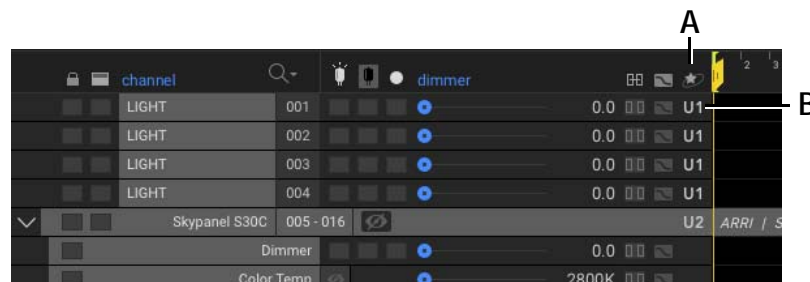 A
channel dimmer 2 3
LIGHT 001 0.0 U1 B
LIGHT 002 0.0 U1
LIGHT 003 0.0 U1
LIGHT 004 0.0 U1
Skypanel S30C 005 - 016 U2 ARRI / S
Dimmer 0.0
Color Temp 2800K